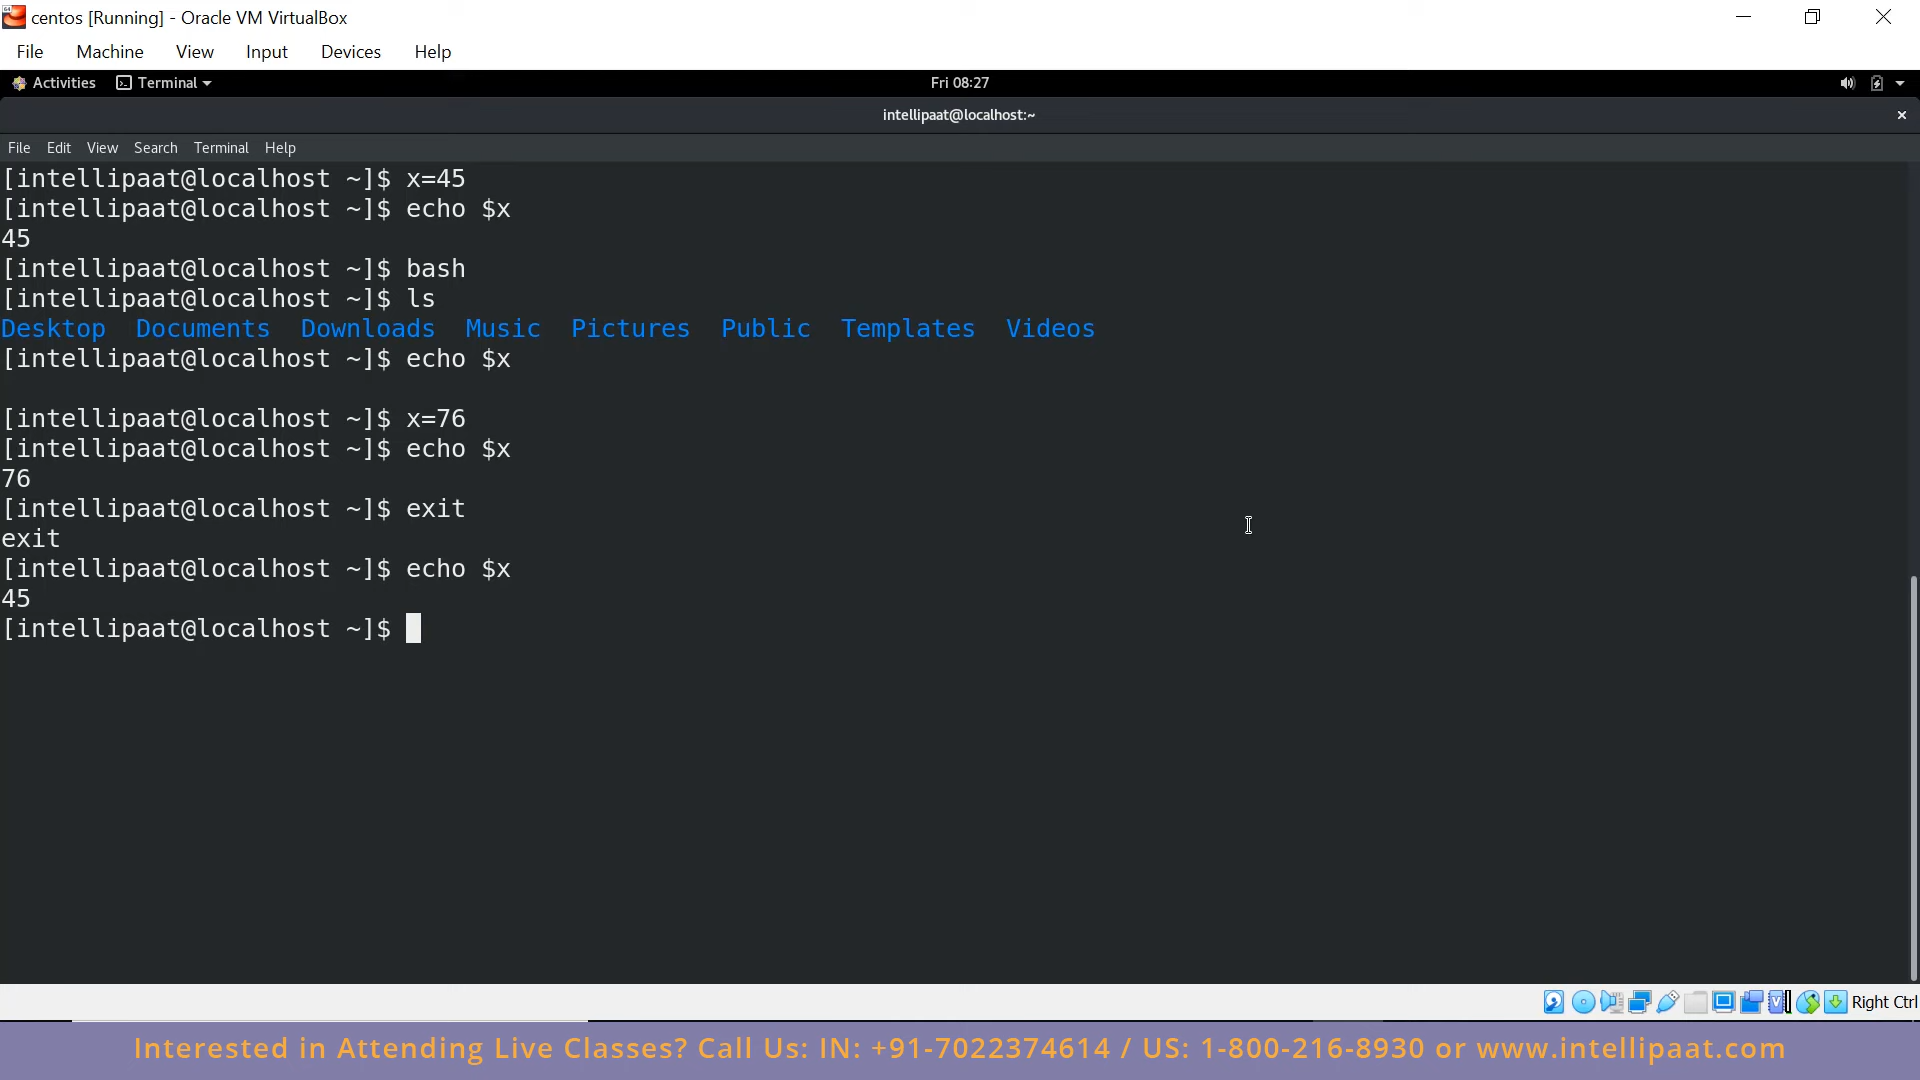 centos [Running] - Oracle VM VirtualBox
File Machine View Input Devices Help
Activities Terminal Fri 08:27
intellipaat@localhost:~
File Edit View Search Terminal Help
[intellipaat@localhost ~]$ x=45
[intellipaat@localhost ~]$ echo $x
45
[intellipaat@localhost ~]$ bash
[intellipaat@localhost ~]$ ls
Desktop Documents Downloads Music Pictures Public Templates Videos
[intellipaat@localhost ~]$ echo $x
[intellipaat@localhost ~]$ x=76
[intellipaat@localhost ~]$ echo $x
76
[intellipaat@localhost ~]$ exit
exit
[intellipaat@localhost ~]$ echo $x
45
[intellipaat@localhost ~]$
Right Ctrl
Interested in Attending Live Classes? Call Us: IN: +91-7022374614 / US: 1-800-216-8930 or www.intellipaat.com